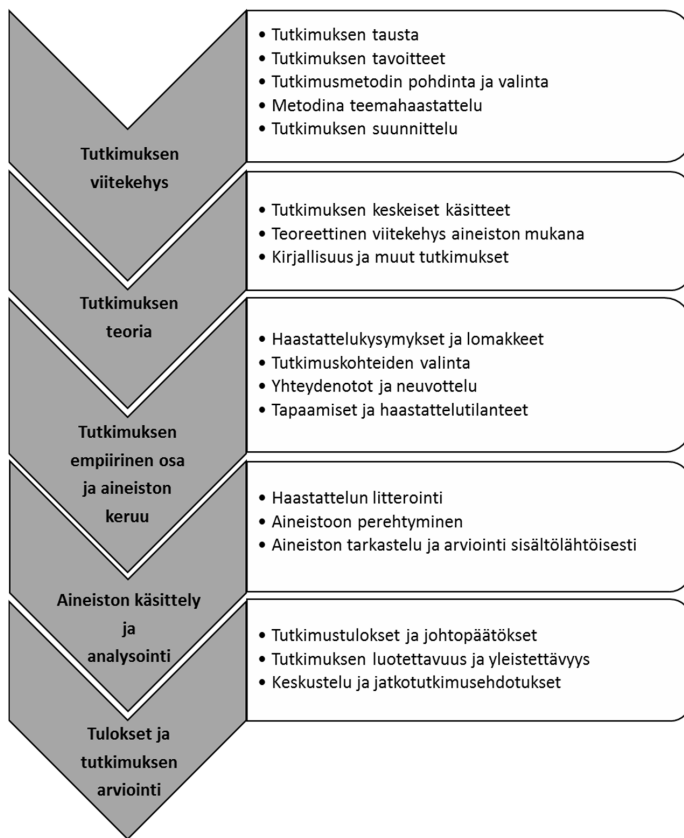 Tutkimuksen
viitekehys
• Tutkimuksen tausta
• Tutkimuksen tavoitteet
• Tutkimusmetodin pohdinta ja valinta
• Metodina teemahaastattelu
• Tutkimuksen suunnittelu
Tutkimuksen
teoria
• Tutkimuksen keskeiset käsitteet
• Teoreettinen viitekehys aineiston mukana
• Kirjallisuus ja muut tutkimukset
Tutkimuksen
empiirinen osa
ja aineiston
keruu
• Haastattelukysymykset ja lomakkeet
• Tutkimuskohteiden valinta
• Yhteydenotot ja neuvottelu
• Tapaamiset ja haastattelutilanteet
Aineiston käsittely
ja
analysointi
• Haastattelun litterointi
• Aineistoon perehtyminen
• Aineiston tarkastelu ja arviointi sisältölähtöisesti
Tulokset ja
tutkimuksen
arviointi
• Tutkimustulokset ja johtopäätökset
• Tutkimuksen luotettavuus ja yleistettävyys
• Keskustelu ja jatkotutkimusehdotukset